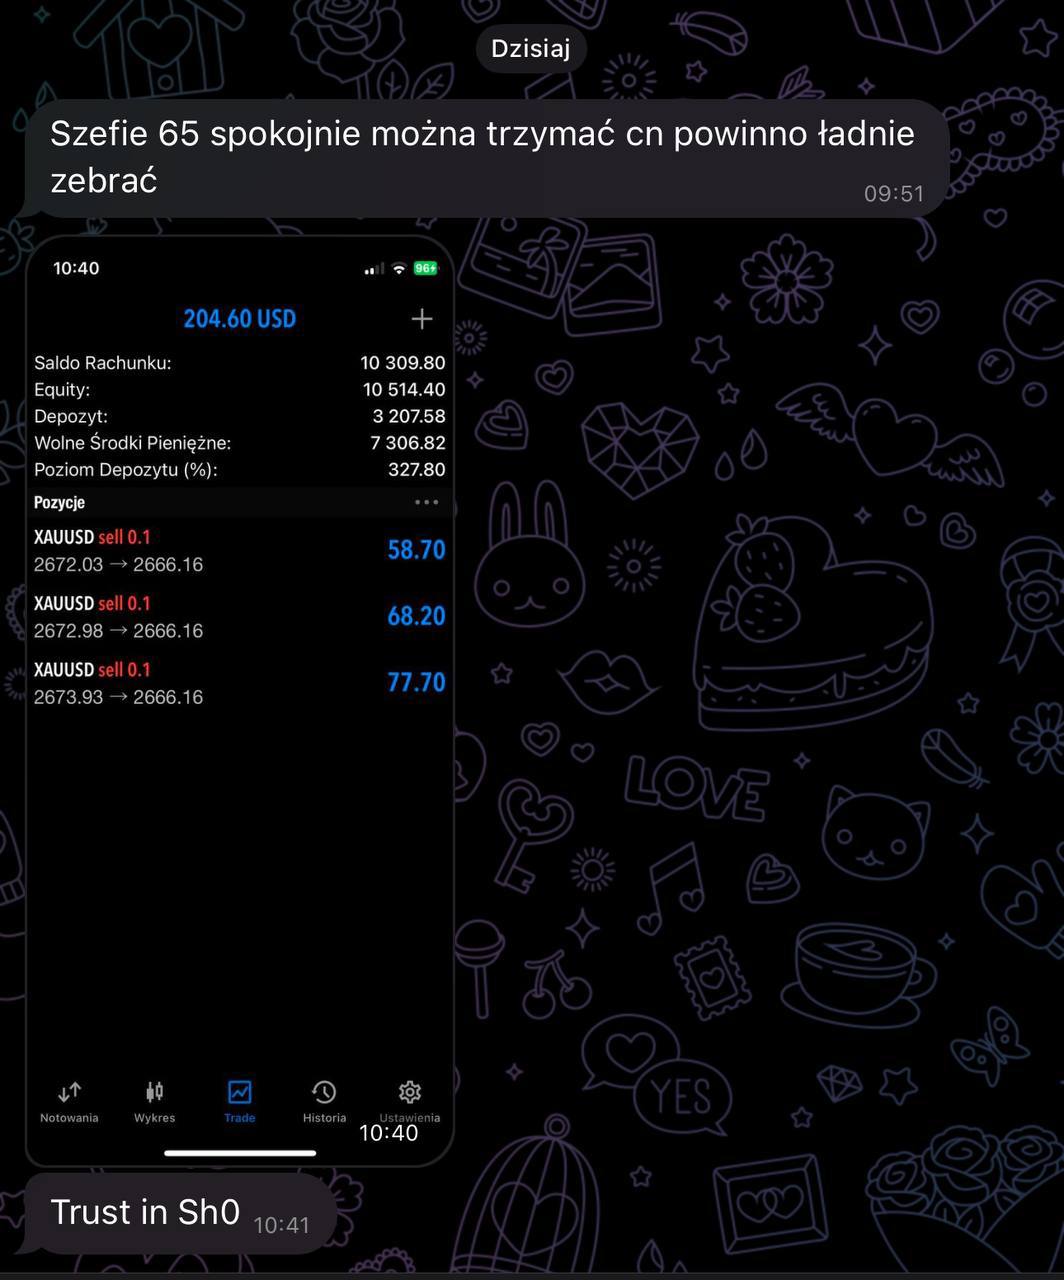 Dzisiaj
Szefie 65 spokojnie można trzymać cn powinno ładnie
zebrać
09:51
10:40
96
204.60 USD
Saldo Rachunku: 10 309.80
Equity: 10 514.40
Depozyt: 3 207.58
Wolne Środki Pieniężne: 7 306.82
Poziom Depozytu (%): 327.80
Pozycje
XAUUSD sell 0.1 58.70
2672.03 → 2666.16
XAUUSD sell 0.1 68.20
2672.98 → 2666.16
XAUUSD sell 0.1 77.70
2673.93 → 2666.16
LOVE
YES
Notowania Wykres Trade Historia Ustawienia
10:40
Trust in Sh0 10:41